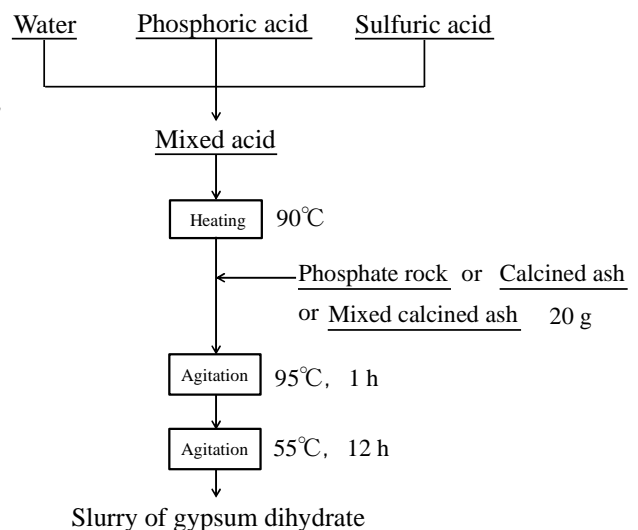 Water Phosphoric acid Sulfuric acid
Mixed acid
Heating 90℃
Phosphate rock or Calcined ash
or Mixed calcined ash 20 g
Agitation 95℃, 1 h
Agitation 55℃, 12 h
Slurry of gypsum dihydrate